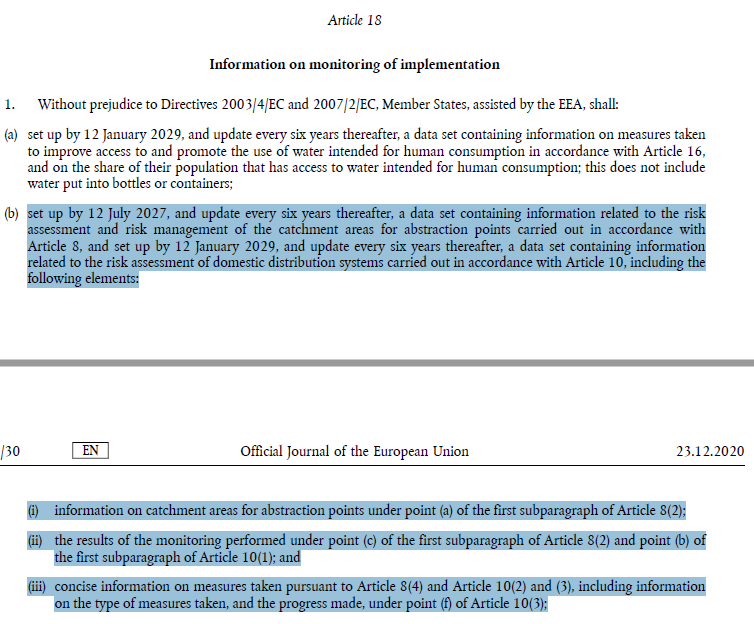 Article 18
Information on monitoring of implementation
1. Without prejudice to Directives 2003/4/EC and 2007/2/EC, Member States, assisted by the EEA, shall:
(a) set up by 12 January 2029, and update every six years thereafter, a data set containing information on measures taken
to improve access to and promote the use of water intended for human consumption in accordance with Article 16,
and on the share of their population that has access to water intended for human consumption; this does not include
water put into bottles or containers;
(b) set up by 12 July 2027, and update every six years thereafter, a data set containing information related to the risk
assessment and risk management of the catchment areas for abstraction points carried out in accordance with
Article 8, and set up by 12 January 2029, and update every six years thereafter, a data set containing information
related to the risk assessment of domestic distribution systems carried out in accordance with Article 10, including the
following elements:
/30 EN Official Journal of the European Union 23.12.2020
(i) information on catchment areas for abstraction points under point (a) of the first subparagraph of Article 8(2);
(ii) the results of the monitoring performed under point (c) of the first subparagraph of Article 8(2) and point (b) of
the first subparagraph of Article 10(1); and
(iii) concise information on measures taken pursuant to Article 8(4) and Article 10(2) and (3), including information
on the type of measures taken, and the progress made, under point (f) of Article 10(3);